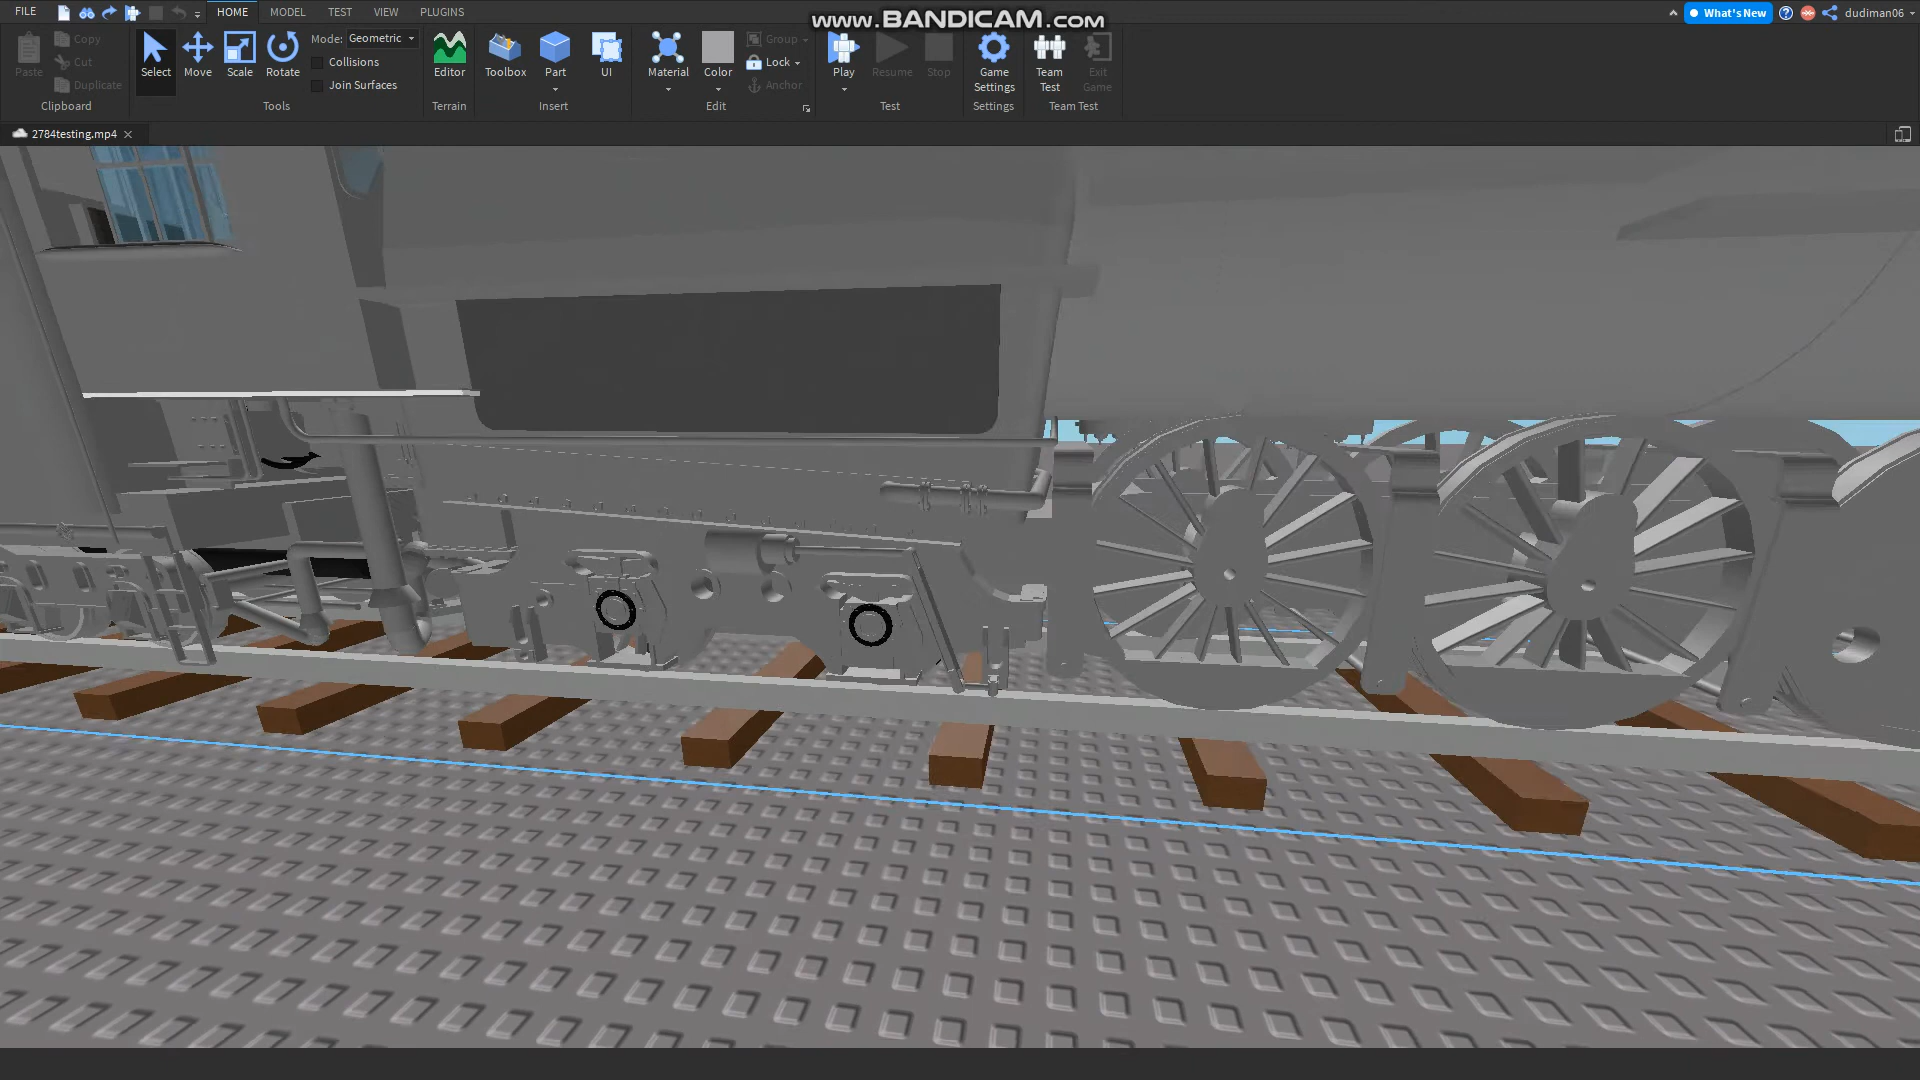 FILE HOME MODEL TEST VIEW PLUGINS
www.BANDICAM.com
What's New
dudiman06
Paste
Copy
Cut
Duplicate
Clipboard
Select
Move
Scale
Rotate
Mode: Geometric
Collisions
Join Surfaces
Tools
Editor
Terrain
Toolbox
Part
UI
Insert
Material
Color
Group
Lock
Anchor
Edit
Play
Resume
Stop
Test
Game
Settings
Settings
Team
Test
Exit
Game
Team Test
2784testing.mp4